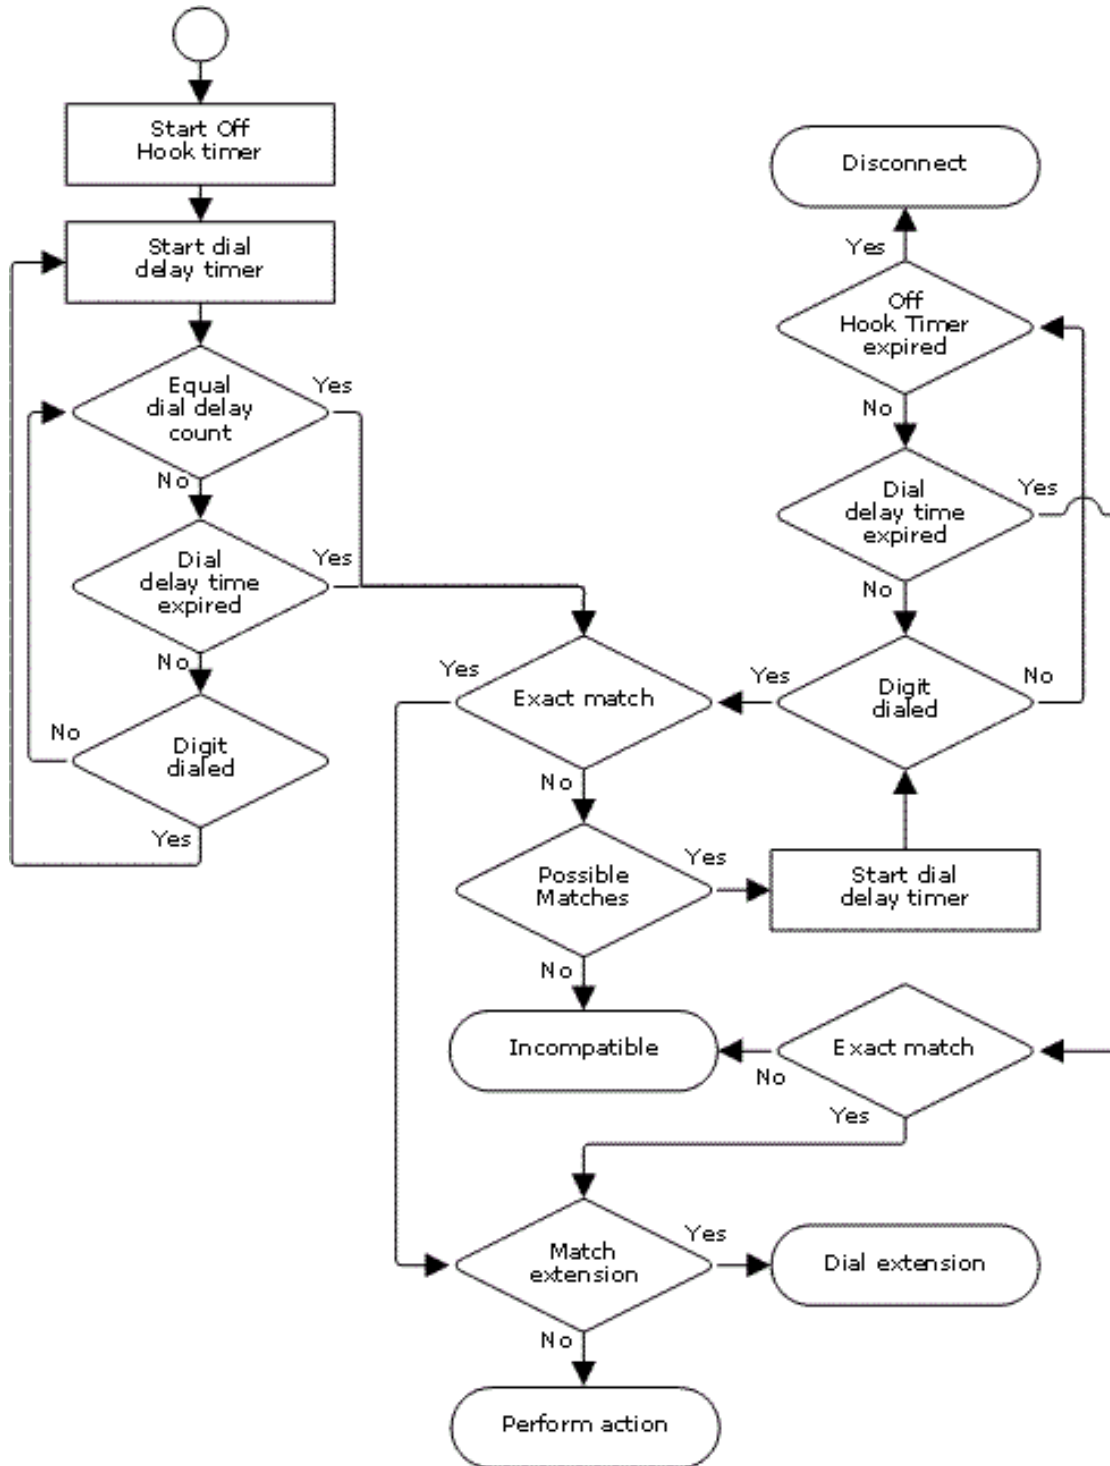 Start Off
Hook timer
Start dial
delay timer
Equal
dial delay
count
Yes
No
Dial
delay time
expired
Yes
No
Digit
dialed
No
Yes
Disconnect
Yes
Off
Hook Timer
expired
No
Dial
delay time
expired
Yes
No
Digit
dialed
Yes
No
Exact match
Yes
No
Possible
Matches
Yes
No
Start dial
delay timer
Incompatible
Exact match
No
Yes
Match
extension
Yes
No
Dial extension
Perform action